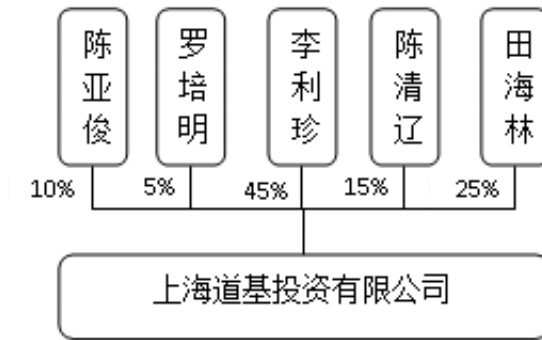 陈亚俊
罗培明
李利珍
陈清辽
田海林
10%
5%
45%
15%
25%
上海道基投资有限公司